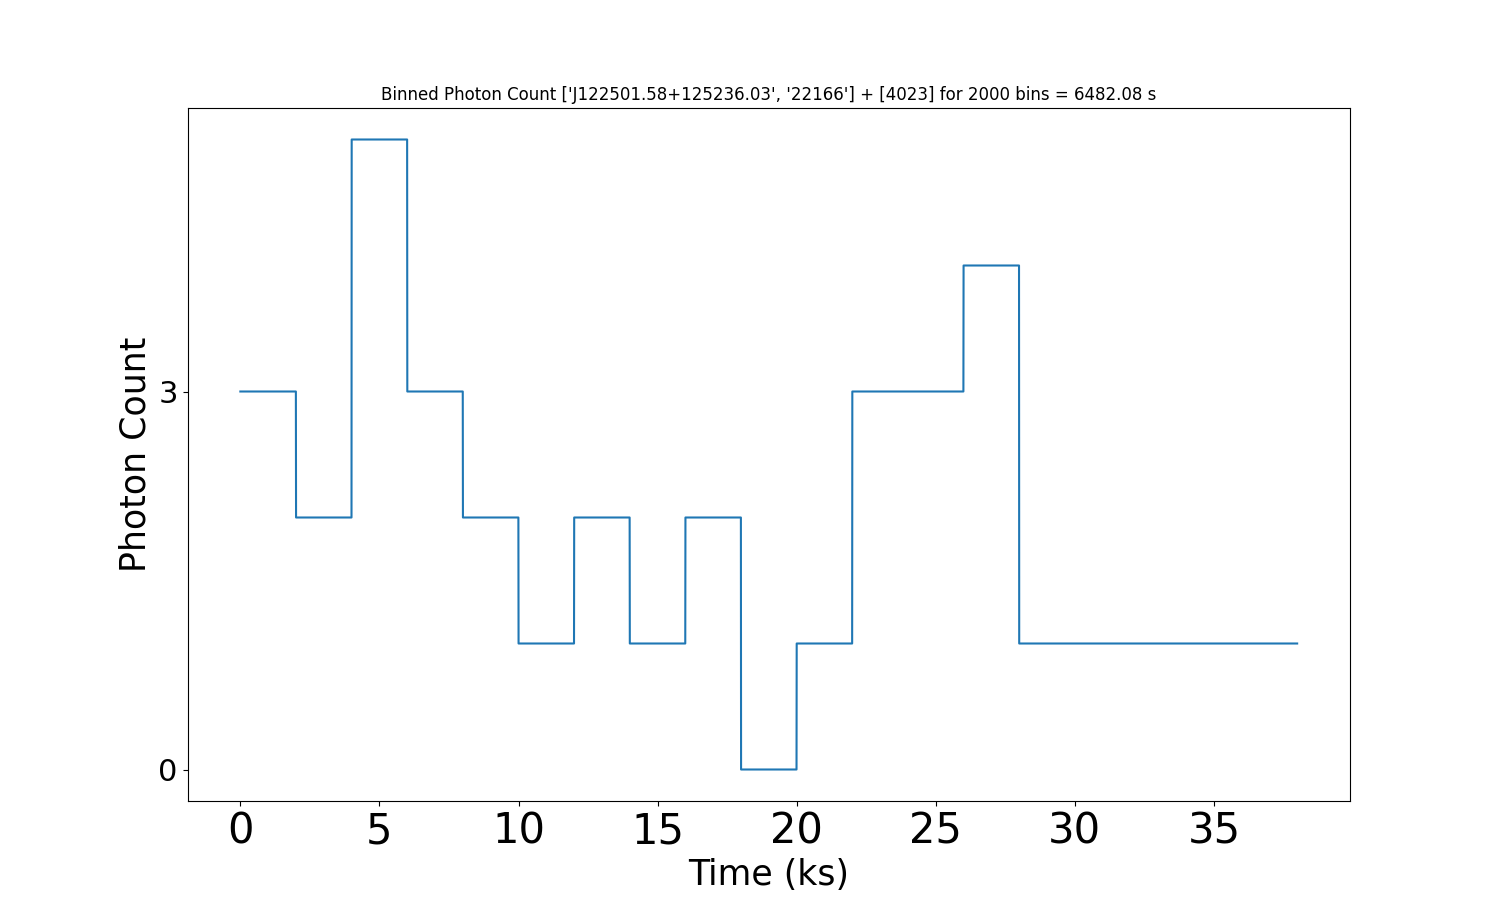 Binned Photon Count ['J122501.58+125236.03', '22166'] + [4023] for 2000 bins = 6482.08 s
Photon Count
3
0
0 5 10 15 20 25 30 35
Time (ks)